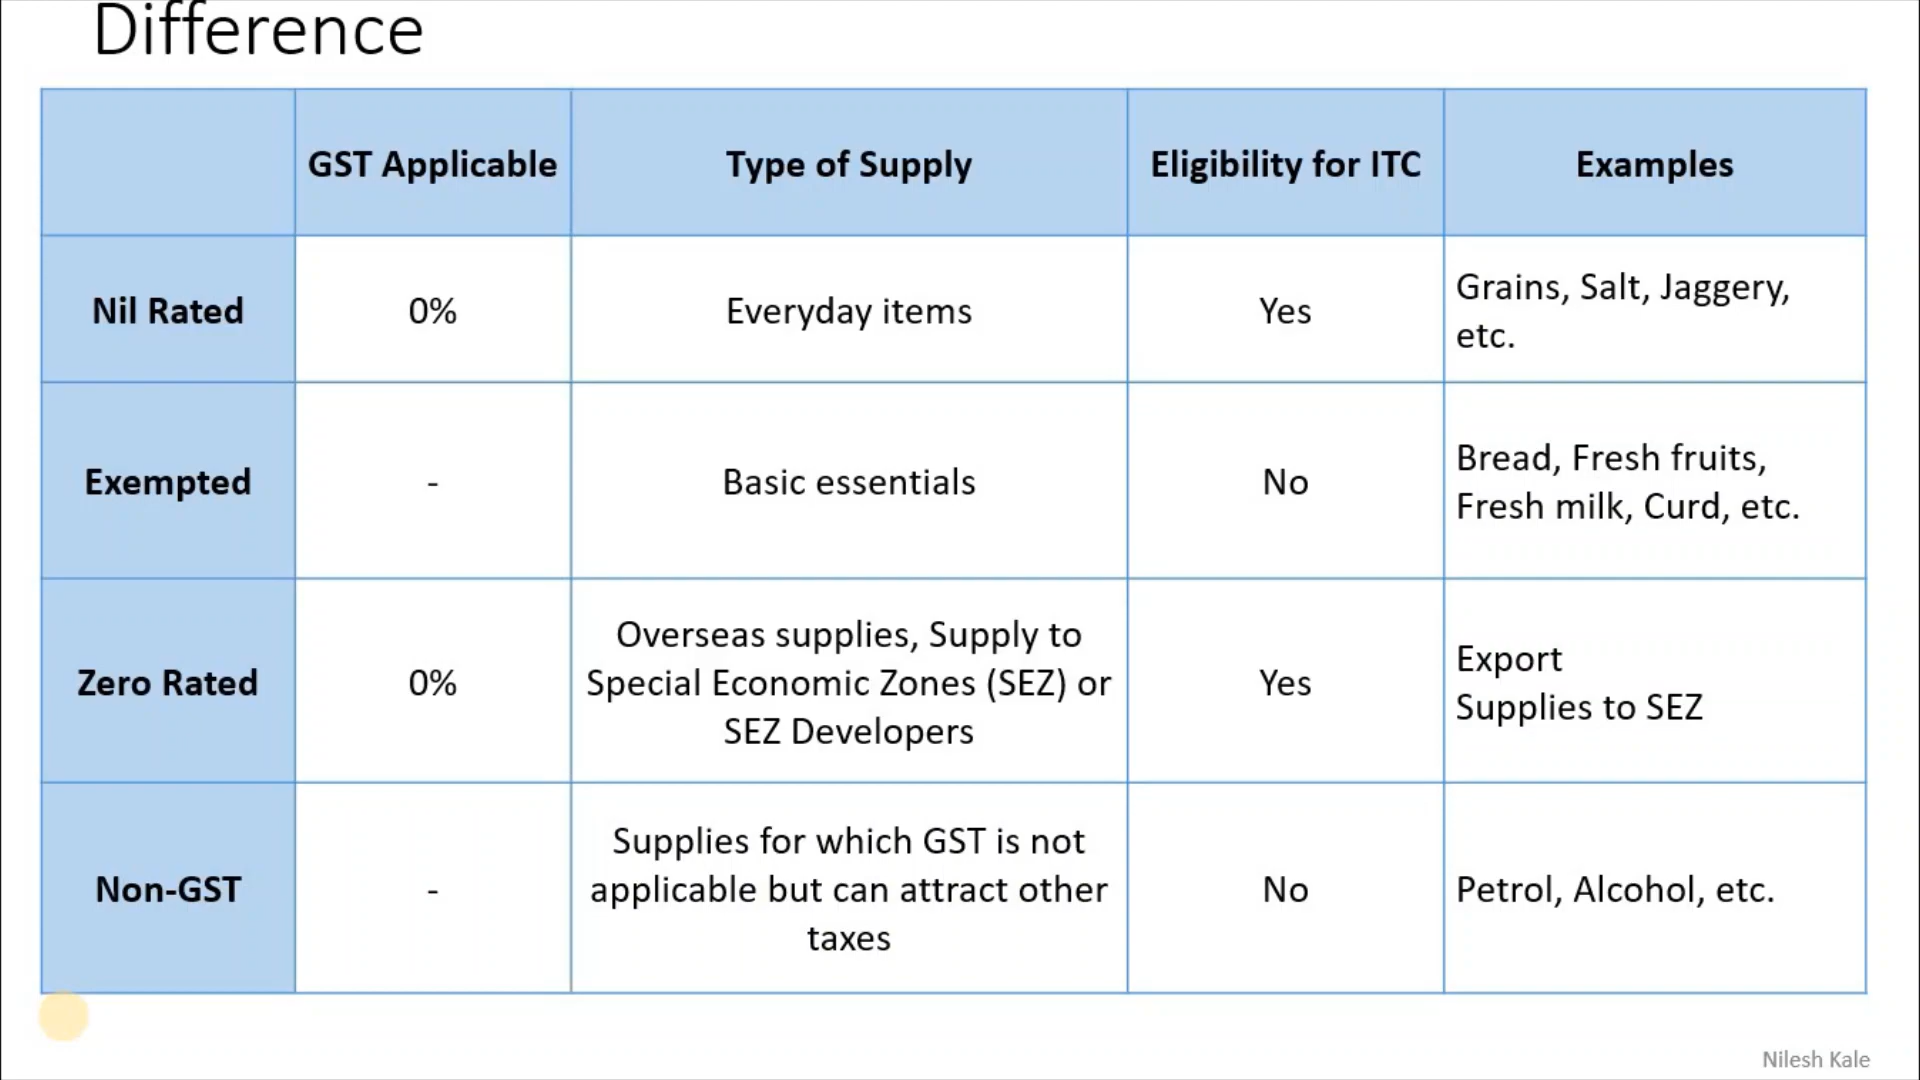 Difference
GST Applicable
Type of Supply
Eligibility for ITC
Examples
Nil Rated
0%
Everyday items
Yes
Grains, Salt, Jaggery,
etc.
Exempted
-
Basic essentials
No
Bread, Fresh fruits,
Fresh milk, Curd, etc.
Zero Rated
0%
Overseas supplies, Supply to
Special Economic Zones (SEZ) or
SEZ Developers
Yes
Export
Supplies to SEZ
Non-GST
-
Supplies for which GST is not
applicable but can attract other
taxes
No
Petrol, Alcohol, etc.
Nilesh Kale